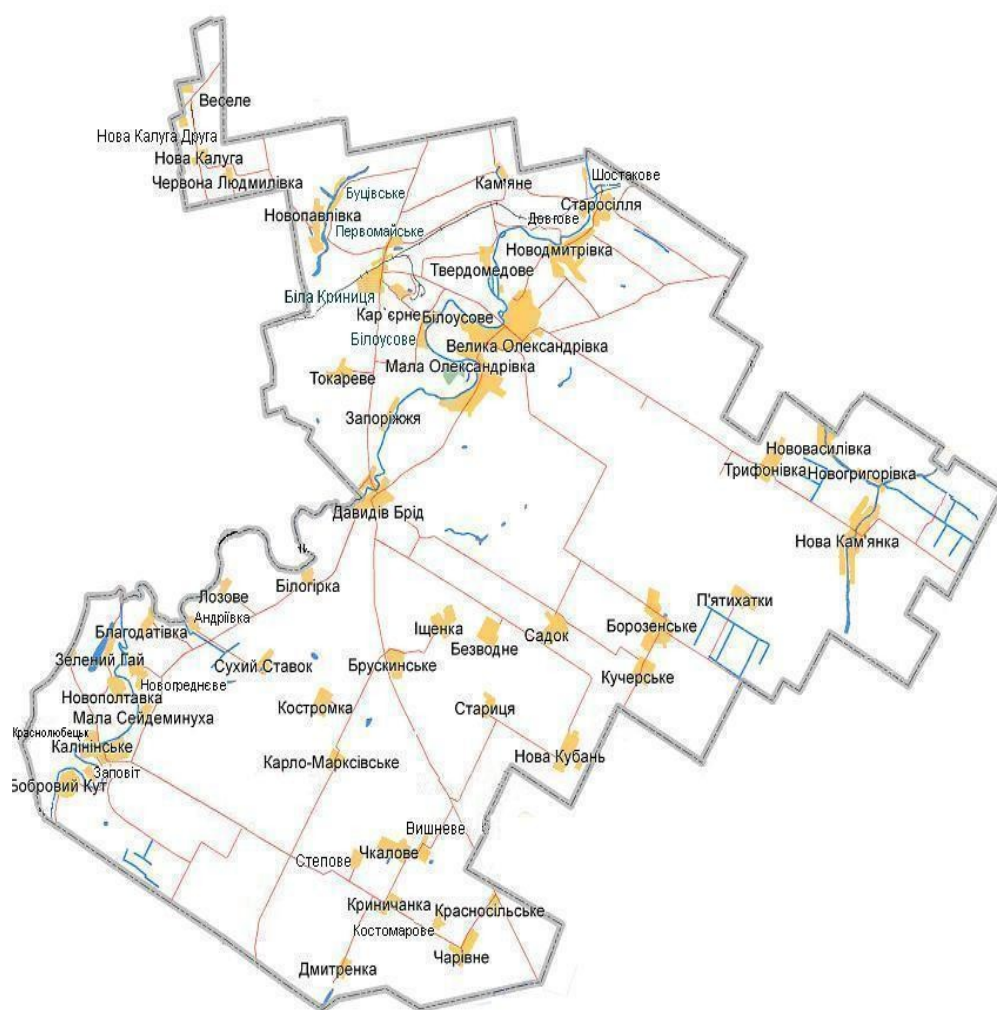 Веселе
Нова Калуга Друга
Нова Калуга
Червона Людмилівка
Кам'яне
Шостакове
Буцівське
Старосілля
Новопавлівка
Довгове
Первомайське
Новодмитрівка
Твердомедове
Біла Криниця
Кар`єрне
Білоусове
Білоусове
Велика Олександрівка
Мала Олександрівка
Токареве
Запоріжжя
Нововасилівка
Трифонівка
Новогригорівка
Давидів Брід
Нова Кам'янка
Білогірка
Лозове
П'ятихатки
Андріївка
Благодатівка
Іщенка
Садок
Борозенське
Безводне
Зелений Гай
Сухий Ставок
Брускинське
Кучерське
Новогреднєве
Новополтавка
Костромка
Стариця
Мала Сейдеминуха
Краснолюбецьк
Калінінське
Карло-Марксівське
Нова Кубань
Заповіт
Бобровий Кут
Вишневе
Чкалове
Степове
Криничанка
Красносільське
Костомарове
Чарівне
Дмитренка